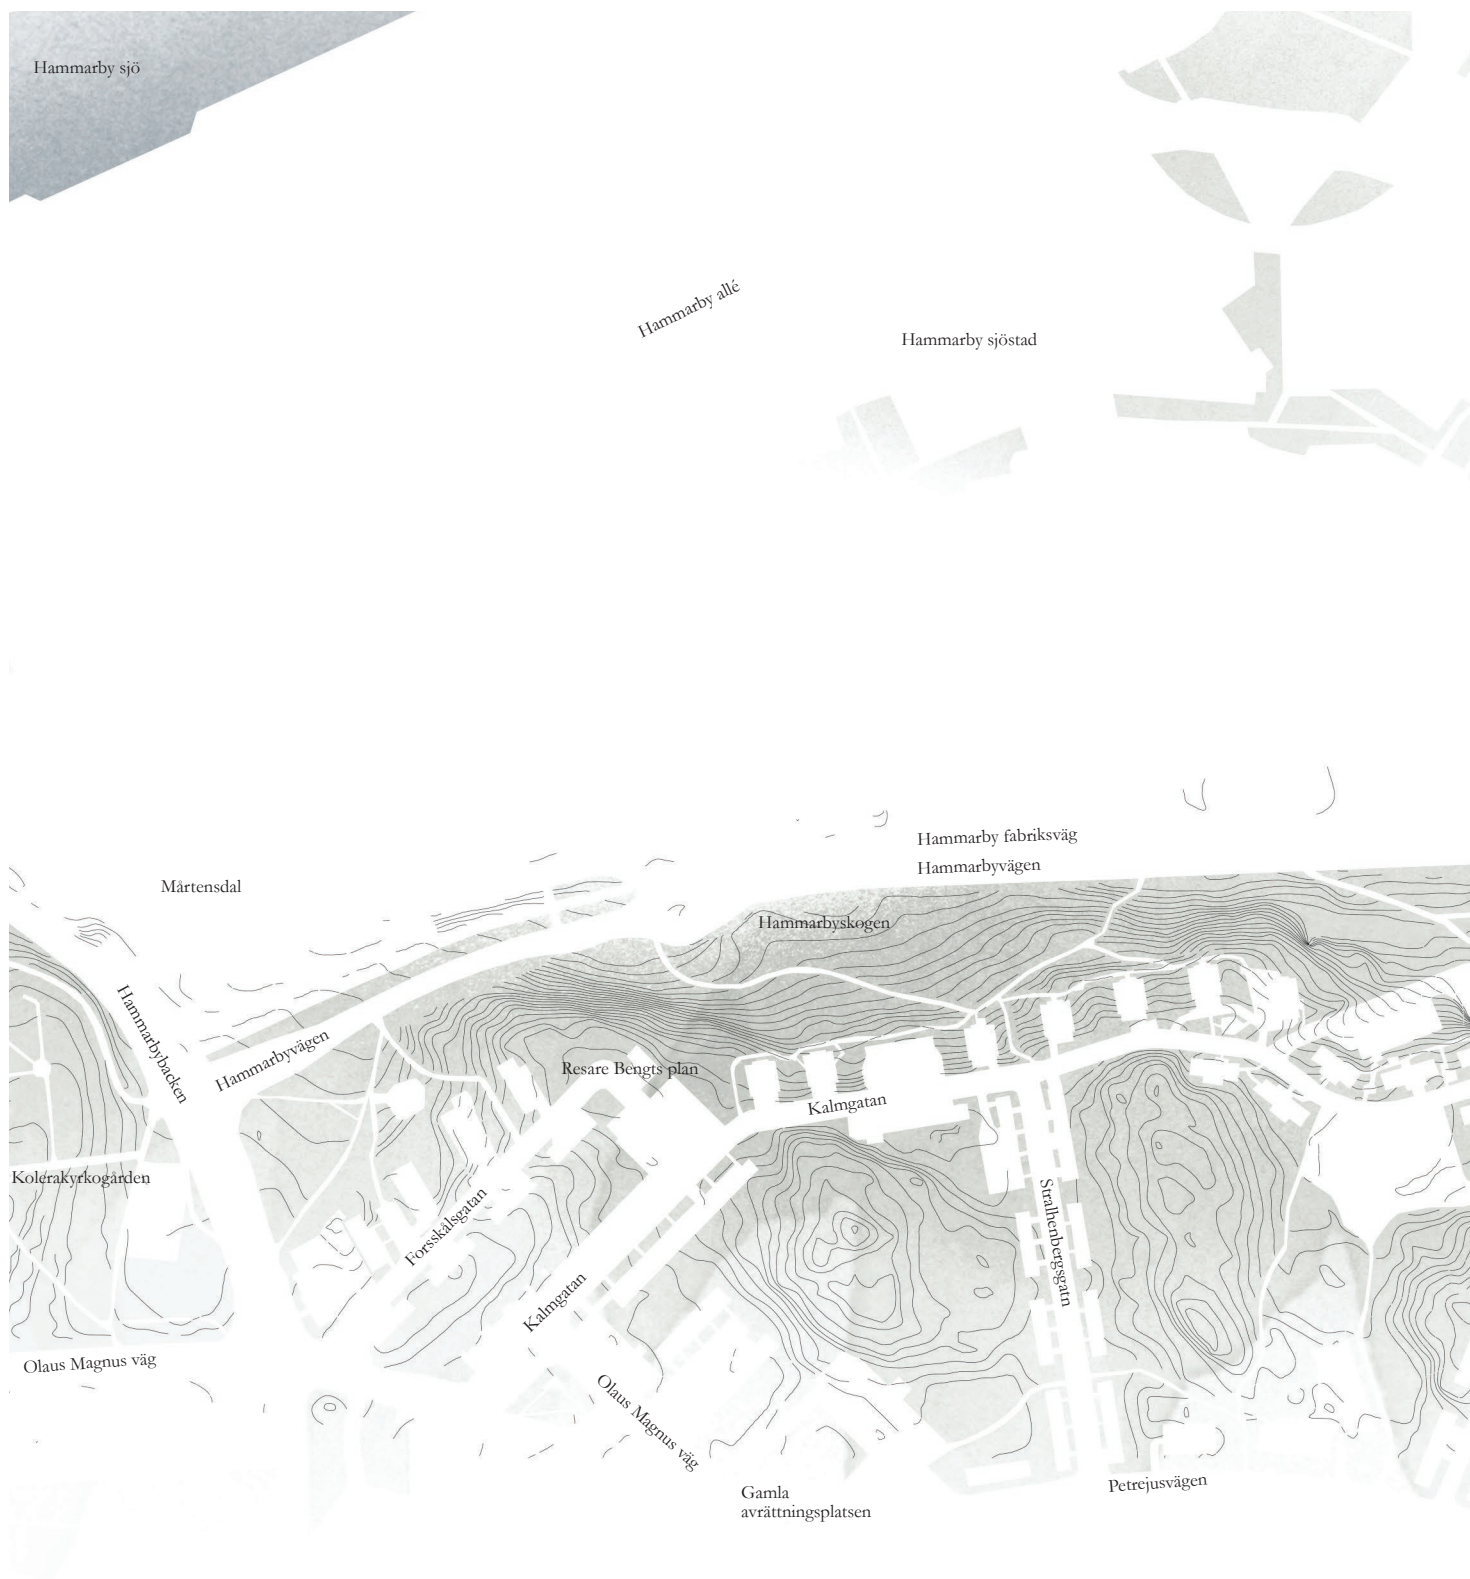 Hammarby sjö
Hammarby allé
Hammarby sjöstad
Hammarby fabriksväg
Hammarbyvägen
Mårtensdal
Hammarbyskogen
Hammarbybacken
Hammarbyvägen
Resare Bengts plan
Kalmgatan
Kolerakyrkogården
Forsskålsgatan
Stralhenbergsgatn
Kalmgatan
Olaus Magnus väg
Olaus Magnus väg
Petrejusvägen
Gamla
avrättningsplatsen